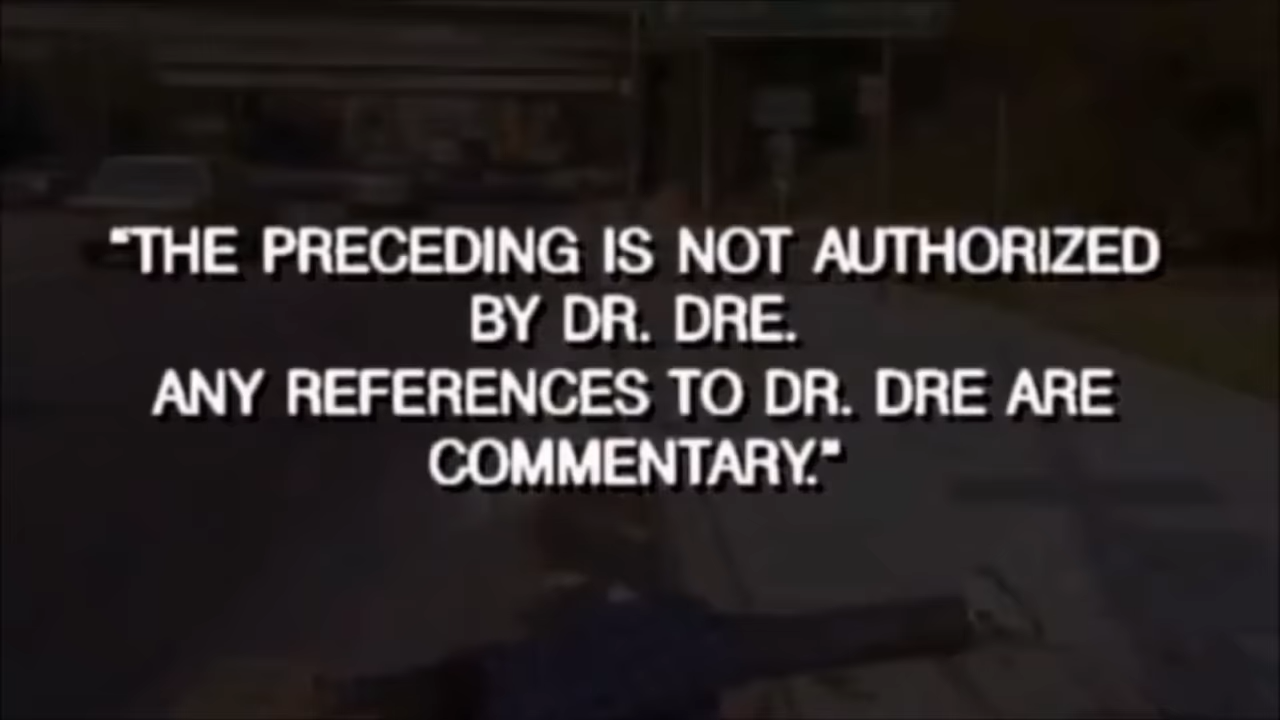 "THE PRECEDING IS NOT AUTHORIZED
BY DR. DRE.
ANY REFERENCES TO DR. DRE ARE
COMMENTARY."